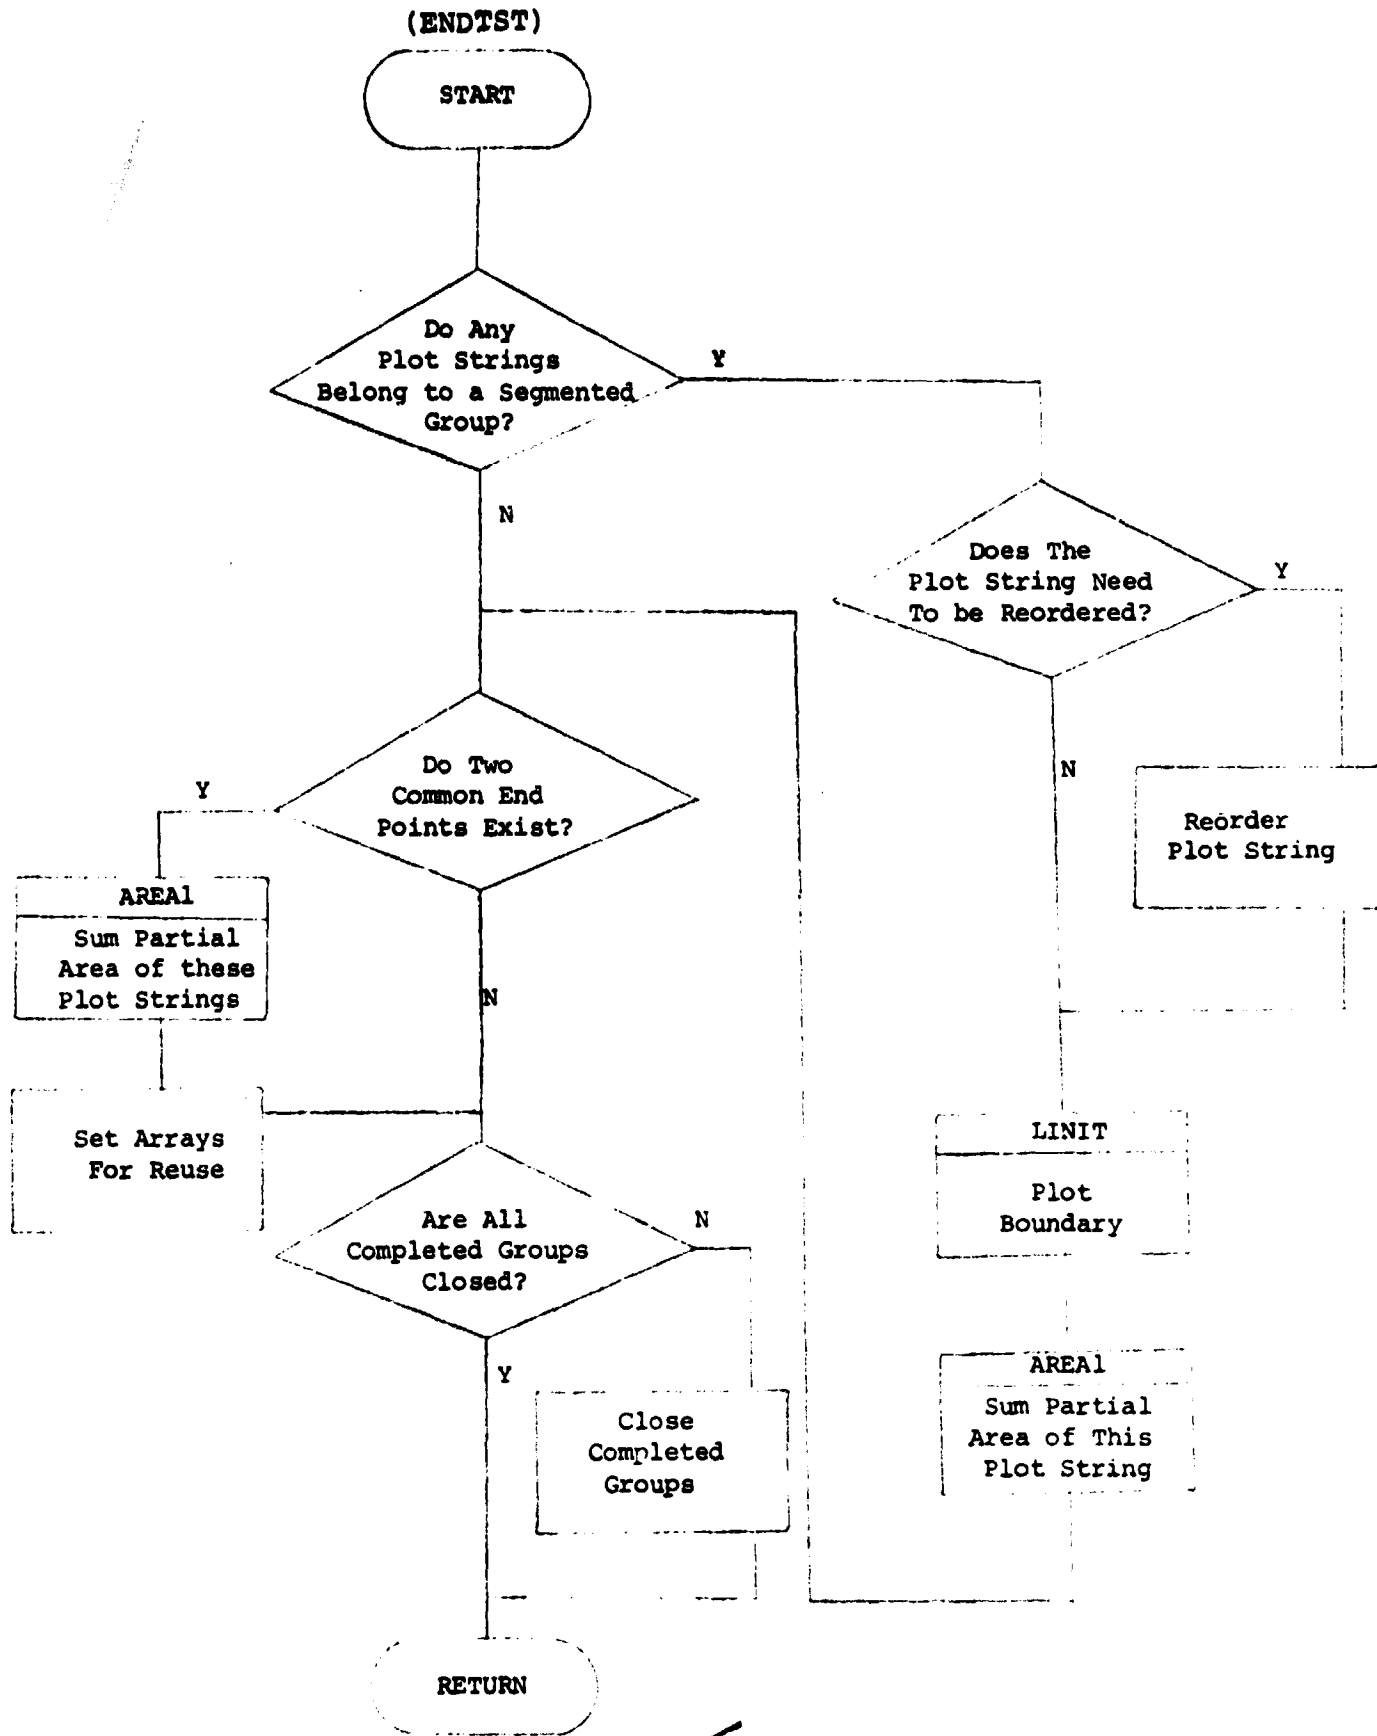 (ENDTST)
START
Do Any
Plot Strings
Belong to a Segmented
Group?
Y
N
Does The
Plot String Need
To be Reordered?
Y
N
Reorder
Plot String
Do Two
Common End
Points Exist?
Y
N
AREA1
Sum Partial
Area of these
Plot Strings
Set Arrays
For Reuse
LINIT
Plot
Boundary
Are All
Completed Groups
Closed?
N
Y
AREA1
Sum Partial
Area of This
Plot String
Close
Completed
Groups
RETURN